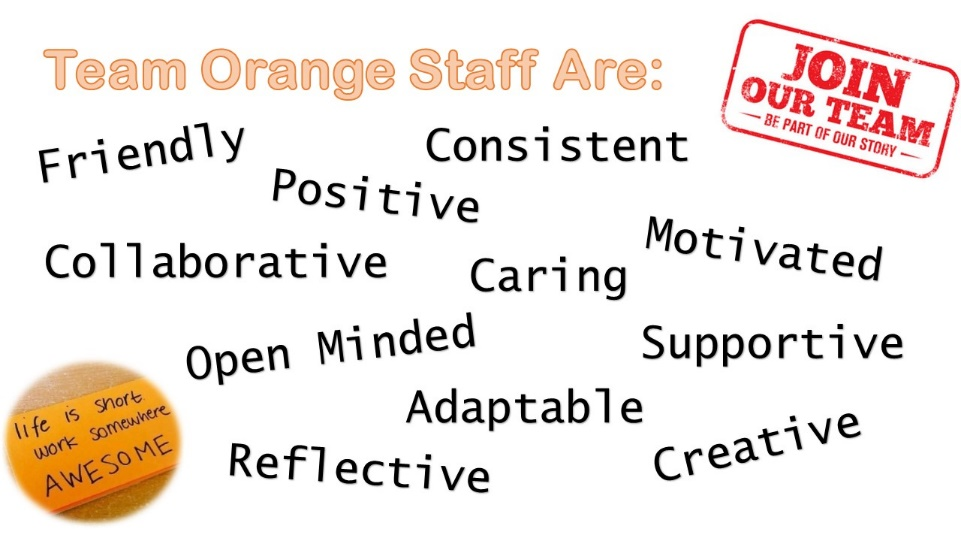 Team Orange Staff Are:
JOIN
OUR TEAM
BE PART OF OUR STORY
Friendly
Consistent
Positive
Motivated
Collaborative
Caring
Open Minded
Supportive
Adaptable
Creative
Reflective
life is short
work somewhere
AWESOME